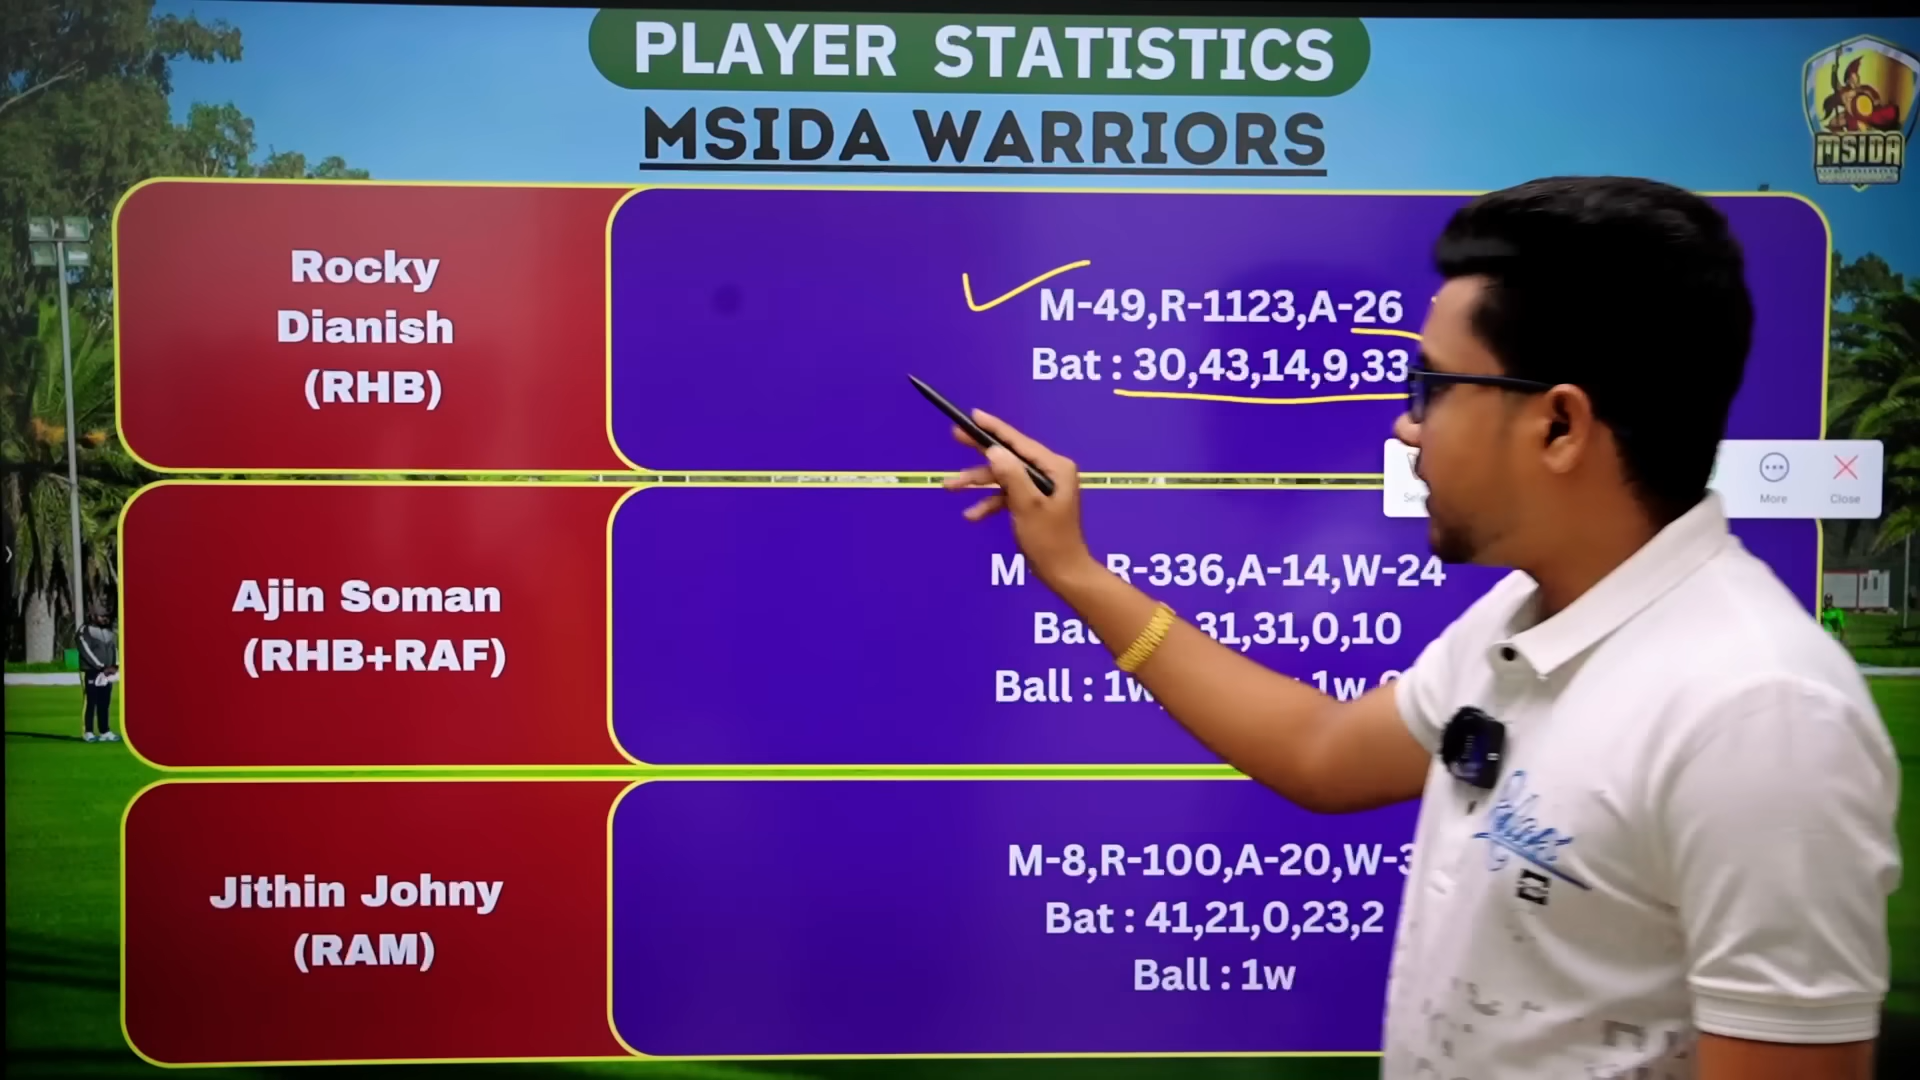 PLAYER STATISTICS
MSIDA WARRIORS
MSIDA
WARRIORS
Rocky
Dianish
(RHB)
M-49,R-1123,A-26
Bat : 30,43,14,9,33
More
Close
Ajin Soman
(RHB+RAF)
R-336,A-14,W-24
31,31,0,10
Ball : 1w
1w
Jithin Johny
(RAM)
M-8,R-100,A-20,W-3
Bat : 41,21,0,23,2
Ball : 1w